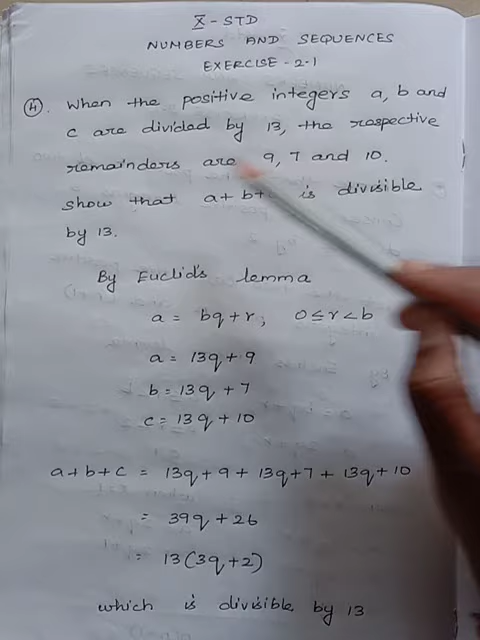 X - STD
NUMBERS AND SEQUENCES
EXERCISE - 2.1
4. When the positive integers a, b and
c are divided by 13, the respective
remainders are 9, 7 and 10.
show that a + b + is divisible
by 13.
By Euclid's lemma
a = bq + r; 0 ≤ r < b
a = 13q + 9
b = 13q + 7
c = 13q + 10
a + b + c = 13q + 9 + 13q + 7 + 13q + 10
= 39q + 26
= 13(3q + 2)
which is divisible by 13